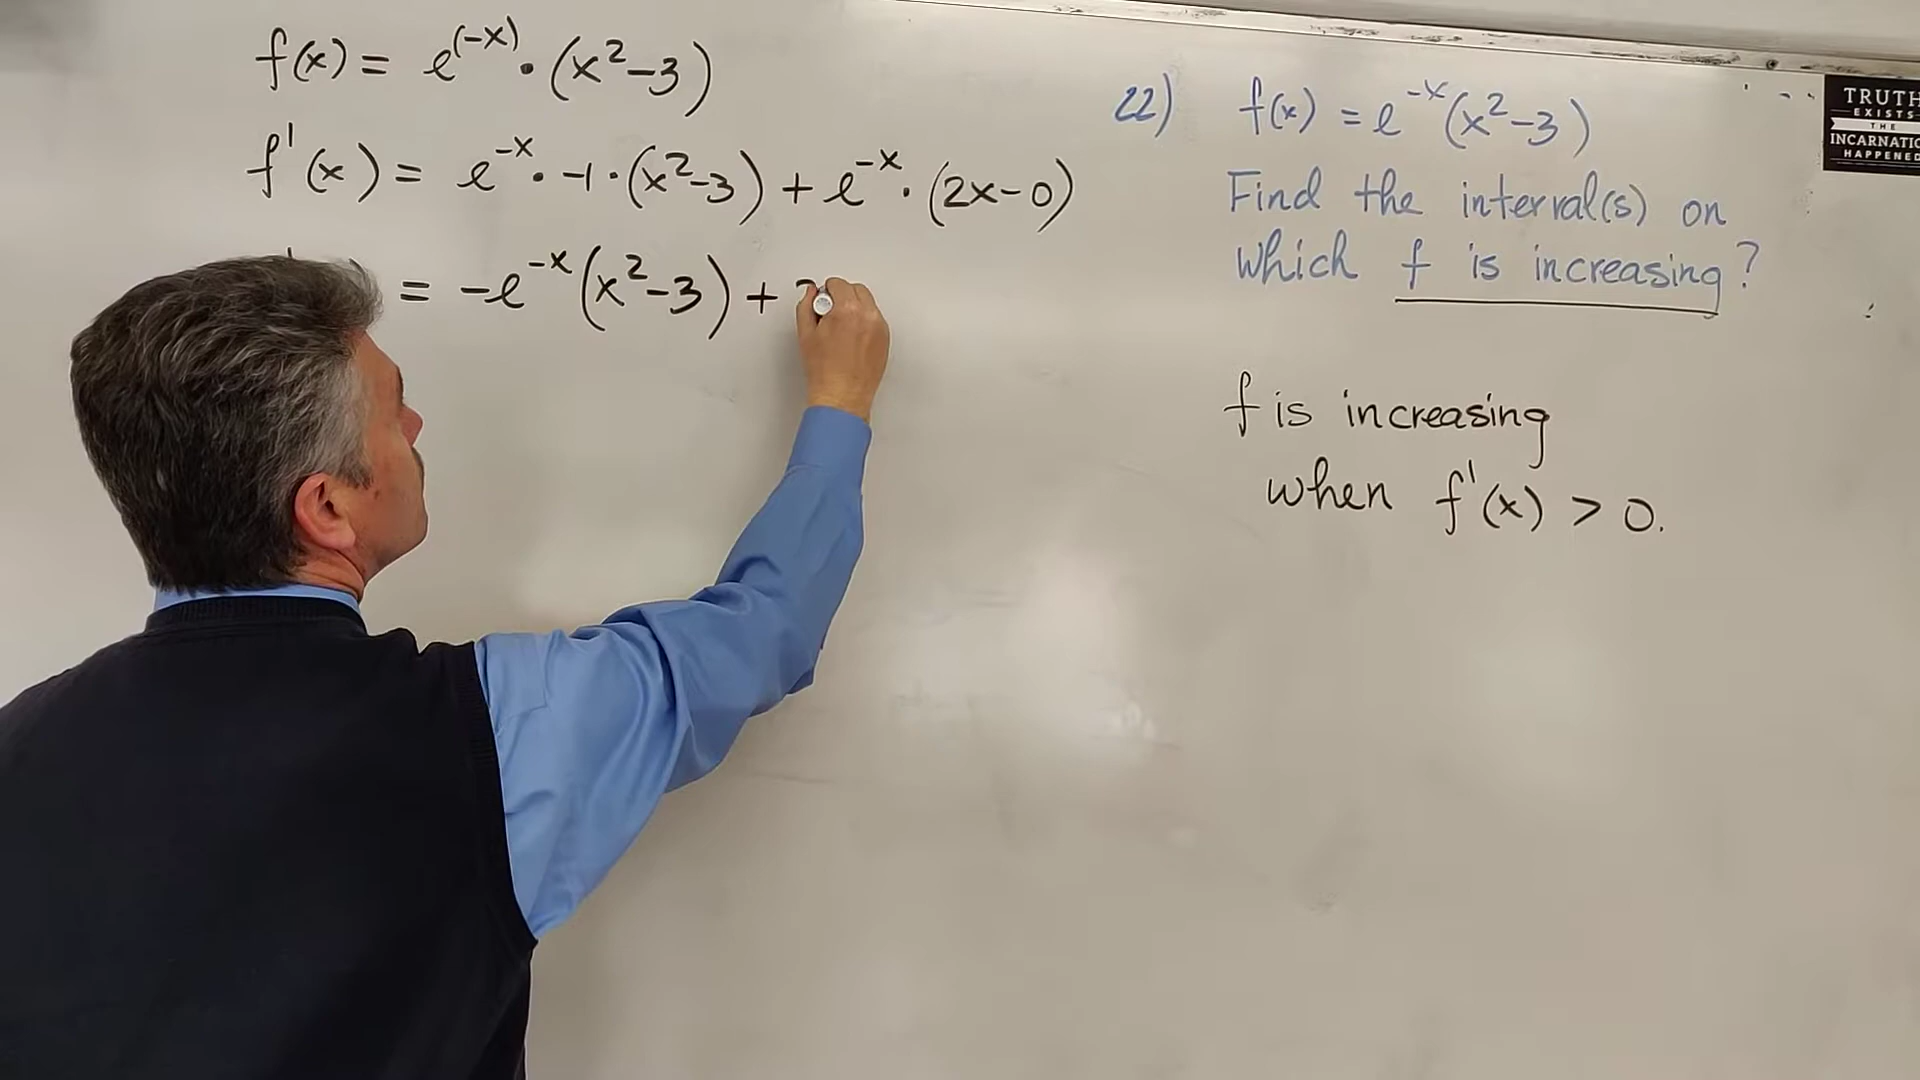 f(x) = e^(-x) · (x²-3)
f'(x) = e^-x · -1 · (x²-3) + e^-x · (2x-0)
= -e^-x (x²-3) +
22) f(x) = e^-x (x²-3)
Find the interval(s) on
which f is increasing?
f is increasing
when f'(x) > 0.
TRUTH
EXISTS
THE
INCARNATIO
HAPPENED